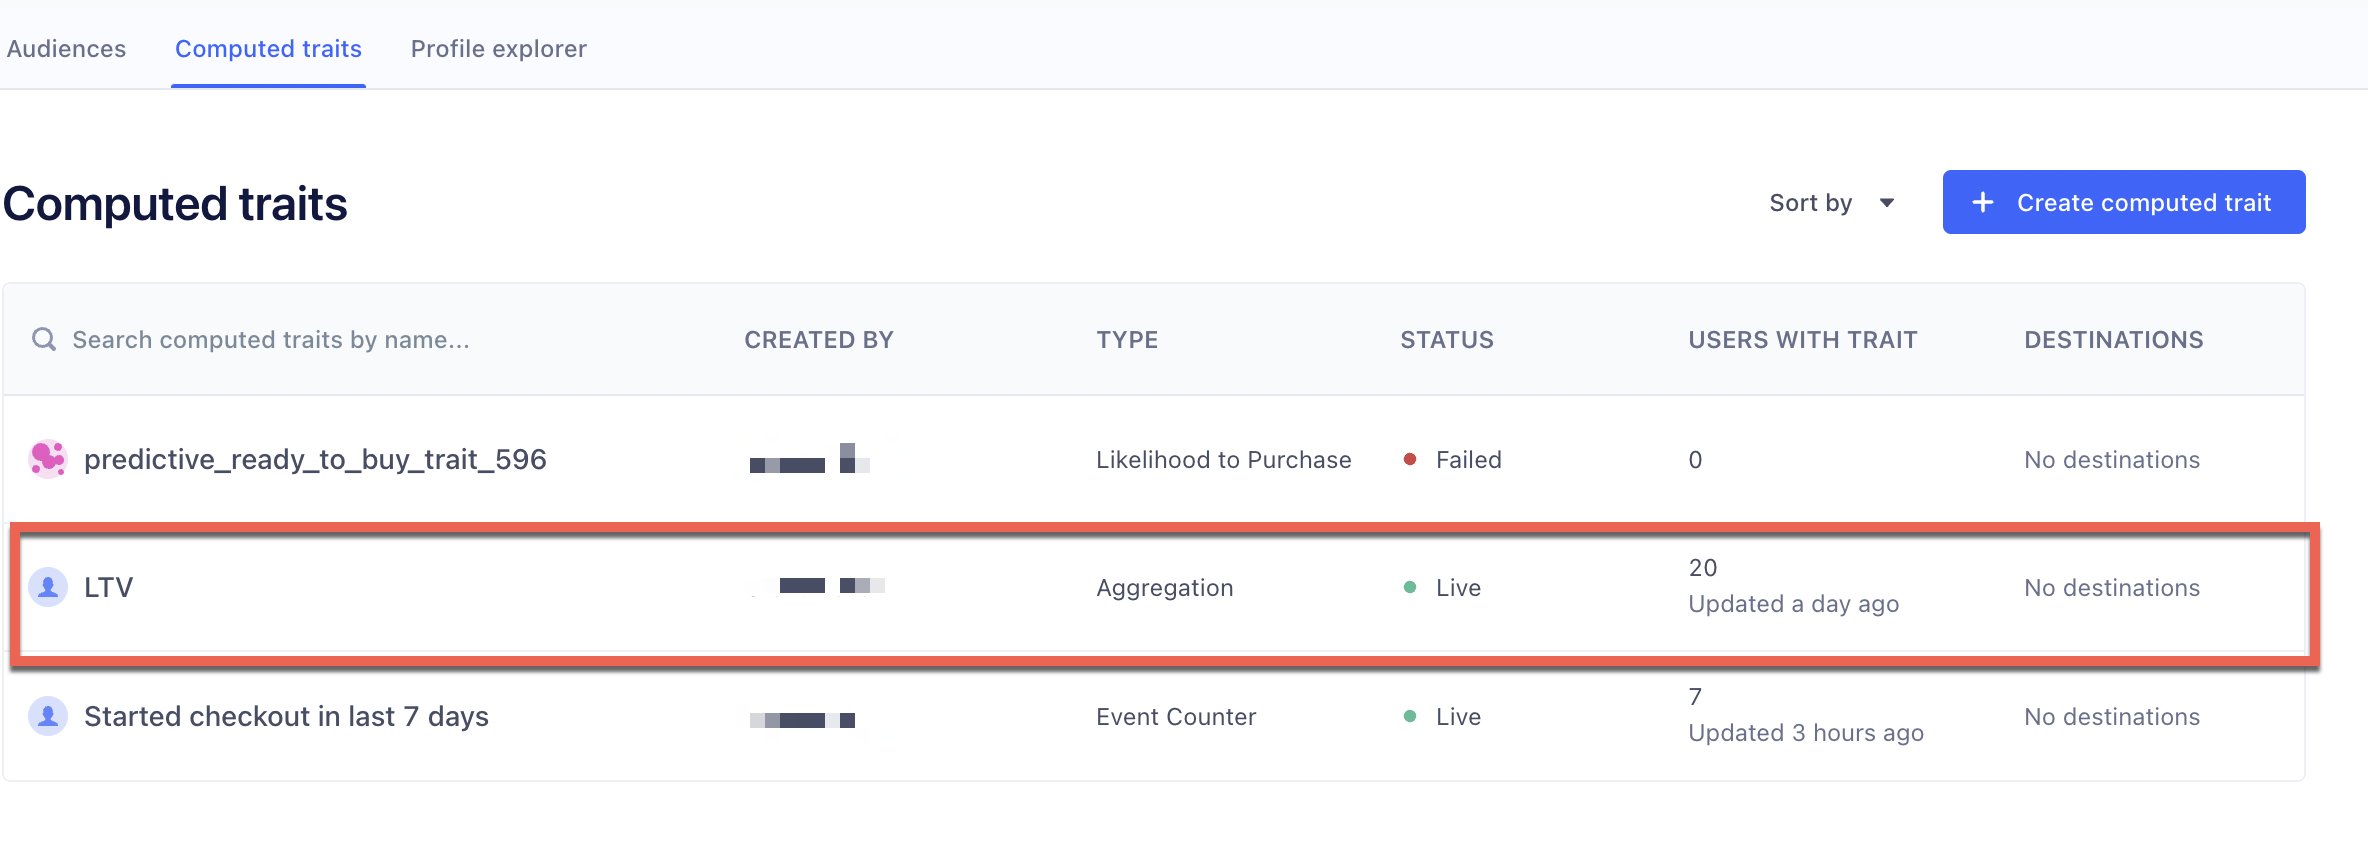 Audiences Computed traits Profile explorer
Computed traits
Sort by
Create computed trait
Search computed traits by name... CREATED BY TYPE STATUS USERS WITH TRAIT DESTINATIONS
predictive_ready_to_buy_trait_596 Likelihood to Purchase Failed 0 No destinations
LTV Aggregation Live 20 No destinations
Updated a day ago
Started checkout in last 7 days Event Counter Live 7 No destinations
Updated 3 hours ago